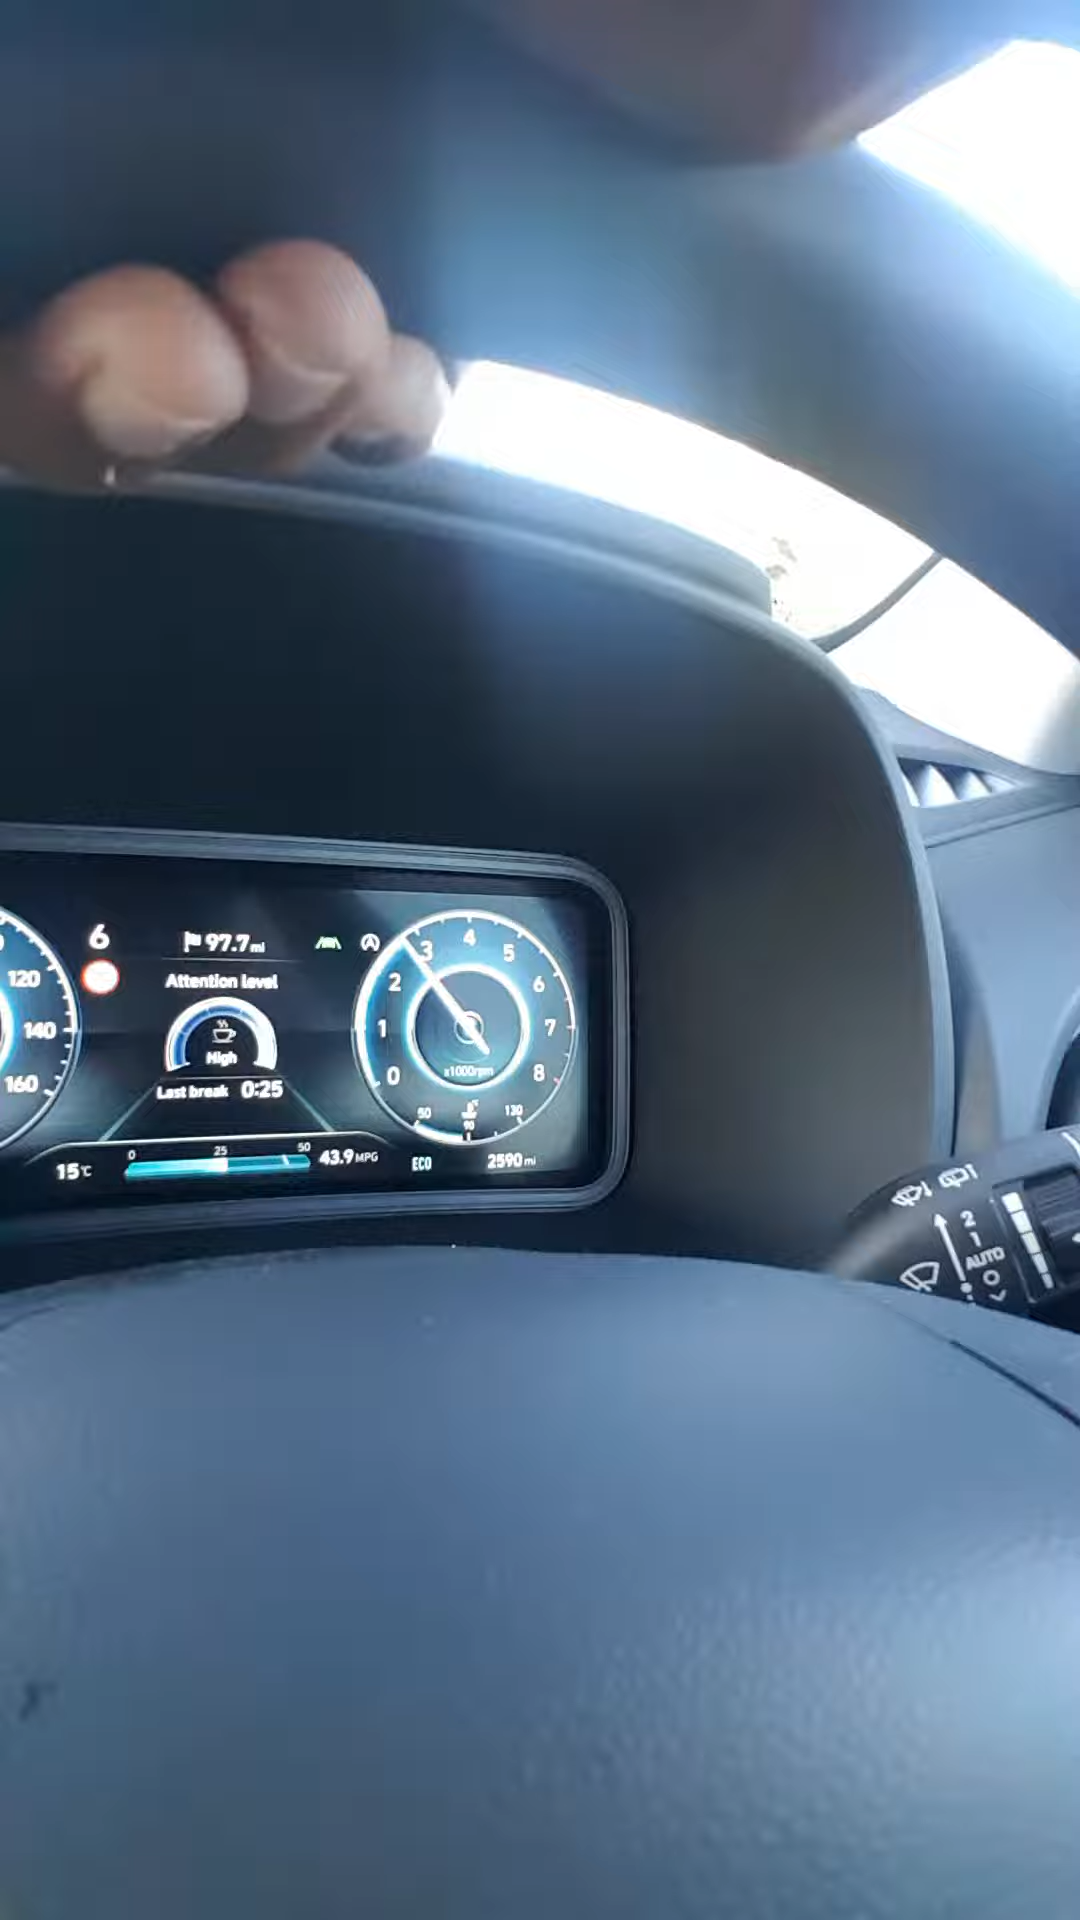 6
97.7 mi
Attention level
High
Last break 0:25
120
140
160
0
1
2
3
4
5
6
7
8
x1000rpm
50
90
130
15°C
0
25
50
43.9 MPG
ECO
2590 mi
2
1
AUTO
O